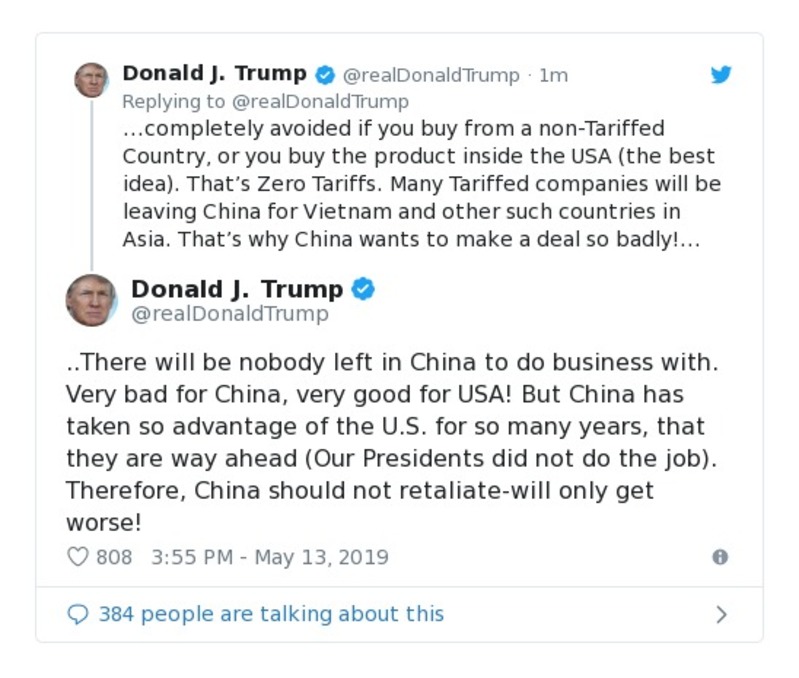 Donald J. Trump @realDonaldTrump · 1m
Replying to @realDonaldTrump
…completely avoided if you buy from a non-Tariffed
Country, or you buy the product inside the USA (the best
idea). That’s Zero Tariffs. Many Tariffed companies will be
leaving China for Vietnam and other such countries in
Asia. That’s why China wants to make a deal so badly!…
Donald J. Trump
@realDonaldTrump
..There will be nobody left in China to do business with.
Very bad for China, very good for USA! But China has
taken so advantage of the U.S. for so many years, that
they are way ahead (Our Presidents did not do the job).
Therefore, China should not retaliate-will only get
worse!
808 3:55 PM - May 13, 2019
384 people are talking about this